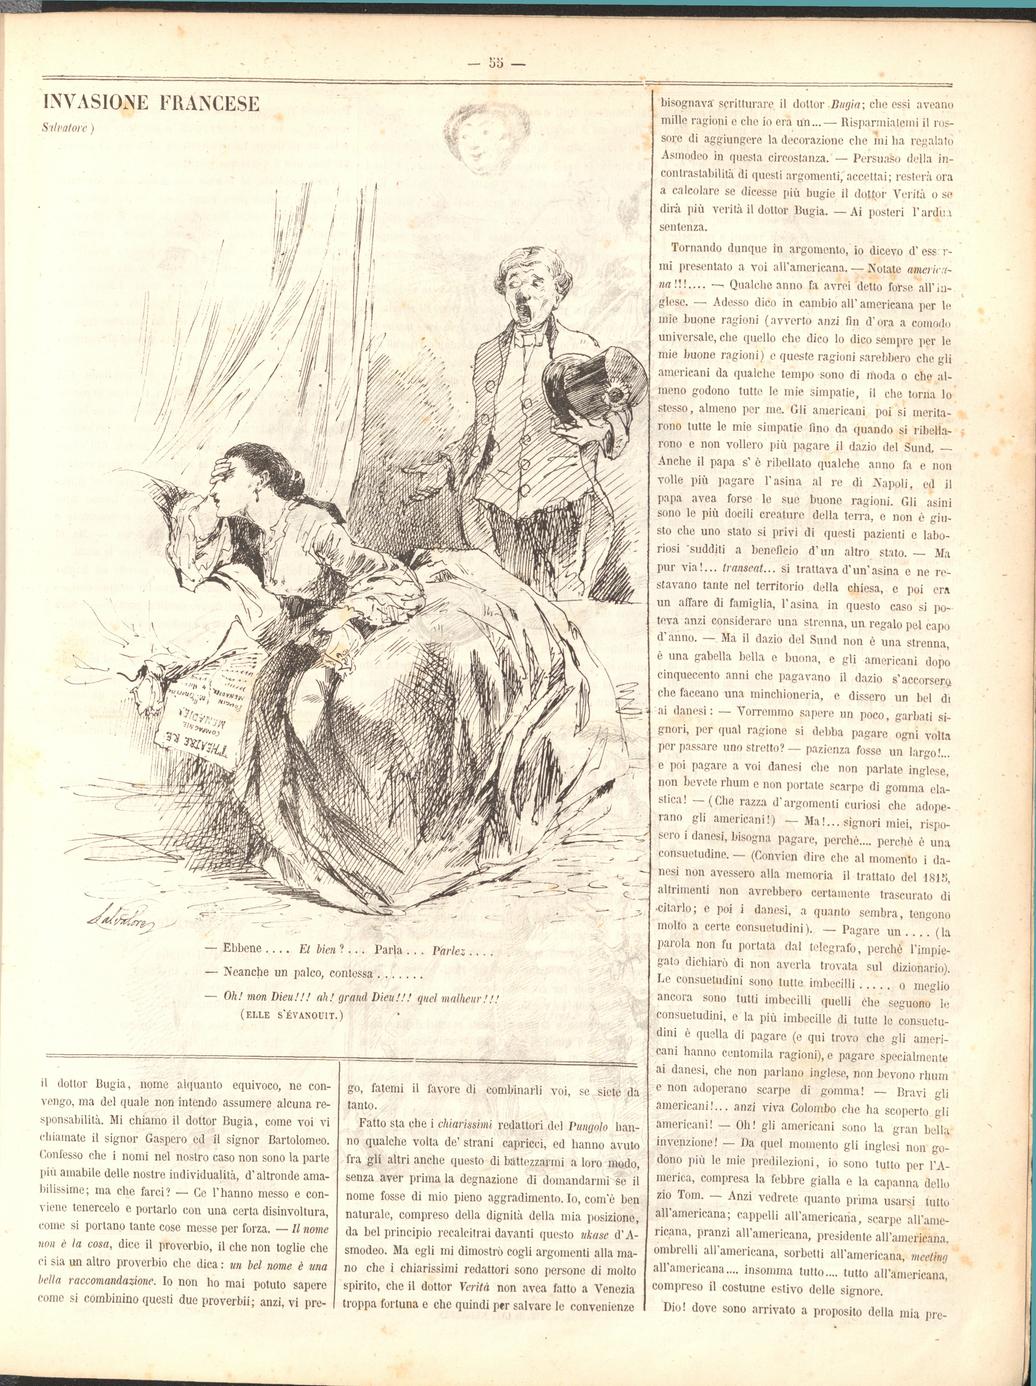 — 55 —
INVASIONE FRANCESE
Salvatore )
THEATRE R.E
COMPAGNIE
MEYNADIER
Salvatore
— Ebbene .... Et bien ? ... Parla ... Parlez ....
— Neanche un palco, contessa .......
— Oh! mon Dieu!!! ah! grand Dieu!!! quel malheur!!!
(ELLE S'ÉVANOUIT.)
il dottor Bugia, nome alquanto equivoco, ne con-
vengo, ma del quale non intendo assumere alcuna re-
sponsabilità. Mi chiamo il dottor Bugia, come voi vi
chiamate il signor Gaspero ed il signor Bartolomeo.
Confesso che i nomi nel nostro caso non sono la parte
più amabile delle nostre individualità, d'altronde ama-
bilissime; ma che farci? — Ce l'hanno messo e con-
viene tenercelo e portarlo con una certa disinvoltura,
come si portano tante cose messe per forza. — Il nome
non è la cosa, dice il proverbio, il che non toglie che
ci sia un altro proverbio che dica: un bel nome è una
bella raccomandazione. Io non ho mai potuto sapere
come si combinino questi due proverbii; anzi, vi pre-
go, fatemi il favore di combinarli voi, se siete da
tanto.
Fatto sta che i chiarissimi redattori del Pungolo han-
no qualche volta de' strani capricci, ed hanno avuto
fra gli altri anche questo di battezzarmi a loro modo,
senza aver prima la degnazione di domandarmi se il
nome fosse di mio pieno aggradimento. Io, com'è ben
naturale, compreso della dignità della mia posizione,
da bel principio recalcitrai davanti questo ukase d'A-
smodeo. Ma egli mi dimostrò cogli argomenti alla ma-
no che i chiarissimi redattori sono persone di molto
spirito, che il dottor Verità non avea fatto a Venezia
troppa fortuna e che quindi per salvare le convenienze
bisognava scritturare il dottor Bugia; che essi aveano
mille ragioni e che io era un... — Risparmiatemi il ros-
sore di aggiungere la decorazione che mi ha regalato
Asmodeo in questa circostanza. — Persuaso della in-
contrastabilità di questi argomenti, accettai; resterà ora
a calcolare se dicesse più bugie il dottor Verità o se
dirà più verità il dottor Bugia. — Ai posteri l'ardua
sentenza.
Tornando dunque in argomento, io dicevo d'esser-
mi presentato a voi all'americana. — Notate america-
na!!!.... — Qualche anno fa avrei detto forse all'in-
glese. — Adesso dico in cambio all'americana per le
mie buone ragioni (avverto anzi fin d'ora a comodo
universale, che quello che dico lo dico sempre per le
mie buone ragioni) e queste ragioni sarebbero che gli
americani da qualche tempo sono di moda o che al-
meno godono tutte le mie simpatie, il che torna lo
stesso, almeno per me. Gli americani poi si merita-
rono tutte le mie simpatie fino da quando si ribella-
rono e non vollero più pagare il dazio del Sund. —
Anche il papa s'è ribellato qualche anno fa e non
volle più pagare l'asina al re di Napoli, ed il
papa avea forse le sue buone ragioni. Gli asini
sono le più docili creature della terra, e non è giu-
sto che uno stato si privi di questi pazienti e labo-
riosi sudditi a beneficio d'un altro stato. — Ma
pur via!... transeat... si trattava d'un'asina e ne re-
stavano tante nel territorio della chiesa, e poi era
un affare di famiglia, l'asina in questo caso si po-
teva anzi considerare una strenna, un regalo pel capo
d'anno. — Ma il dazio del Sund non è una strenna,
è una gabella bella e buona, e gli americani dopo
cinquecento anni che pagavano il dazio s'accorsero
che faceano una minchioneria, e dissero un bel dì
ai danesi: — Vorremmo sapere un poco, garbati si-
gnori, per qual ragione si debba pagare ogni volta
per passare uno stretto? — pazienza fosse un largo!...
e poi pagare a voi danesi che non parlate inglese,
non bevete rhum e non portate scarpe di gomma ela-
stica! — (Che razza d'argomenti curiosi che adope-
rano gli americani!) — Ma!... signori miei, rispo-
sero i danesi, bisogna pagare, perchè.... perchè è una
consuetudine. — (Convien dire che al momento i da-
nesi non avessero alla memoria il trattato del 1815,
altrimenti non avrebbero certamente trascurato di
citarlo; e poi i danesi, a quanto sembra, tengono
molto a certe consuetudini). — Pagare un .... (la
parola non fu portata dal telegrafo, perchè l'impie-
gato dichiarò di non averla trovata sul dizionario).
Le consuetudini sono tutte imbecilli ..... o meglio
ancora sono tutti imbecilli quelli che seguono le
consuetudini, e la più imbecille di tutte le consuetu-
dini è quella di pagare (e qui trovo che gli ameri-
cani hanno centomila ragioni), e pagare specialmente
ai danesi, che non parlano inglese, non bevono rhum
e non adoperano scarpe di gomma! — Bravi gli
americani!... anzi viva Colombo che ha scoperto gli
americani! — Oh! gli americani sono la gran bella
invenzione! — Da quel momento gli inglesi non go-
dono più le mie predilezioni, io sono tutto per l'A-
merica, compresa la febbre gialla e la capanna dello
zio Tom. — Anzi vedrete quanto prima usarsi tutto
all'americana; cappelli all'americana, scarpe all'ame-
ricana, pranzi all'americana, presidente all'americana,
ombrelli all'americana, sorbetti all'americana, meeting
all'americana.... insomma tutto.... tutto all'americana,
compreso il costume estivo delle signore.
Dio! dove sono arrivato a proposito della mia pre-